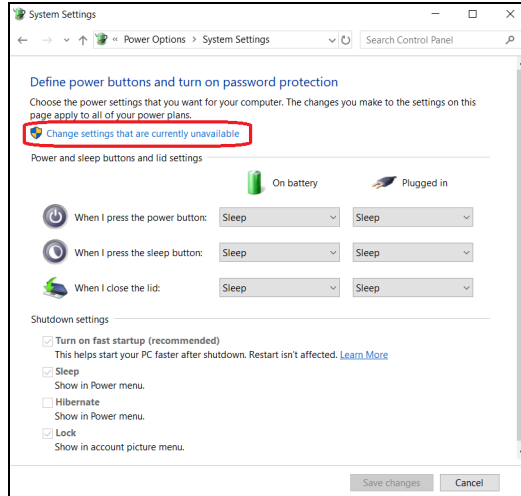 System Settings
« Power Options > System Settings
Search Control Panel
Define power buttons and turn on password protection
Choose the power settings that you want for your computer. The changes you make to the settings on this
page apply to all of your power plans.
Change settings that are currently unavailable
Power and sleep buttons and lid settings
On battery Plugged in
When I press the power button: Sleep Sleep
When I press the sleep button: Sleep Sleep
When I close the lid: Sleep Sleep
Shutdown settings
Turn on fast startup (recommended)
This helps start your PC faster after shutdown. Restart isn't affected. Learn More
Sleep
Show in Power menu.
Hibernate
Show in Power menu.
Lock
Show in account picture menu.
Save changes Cancel